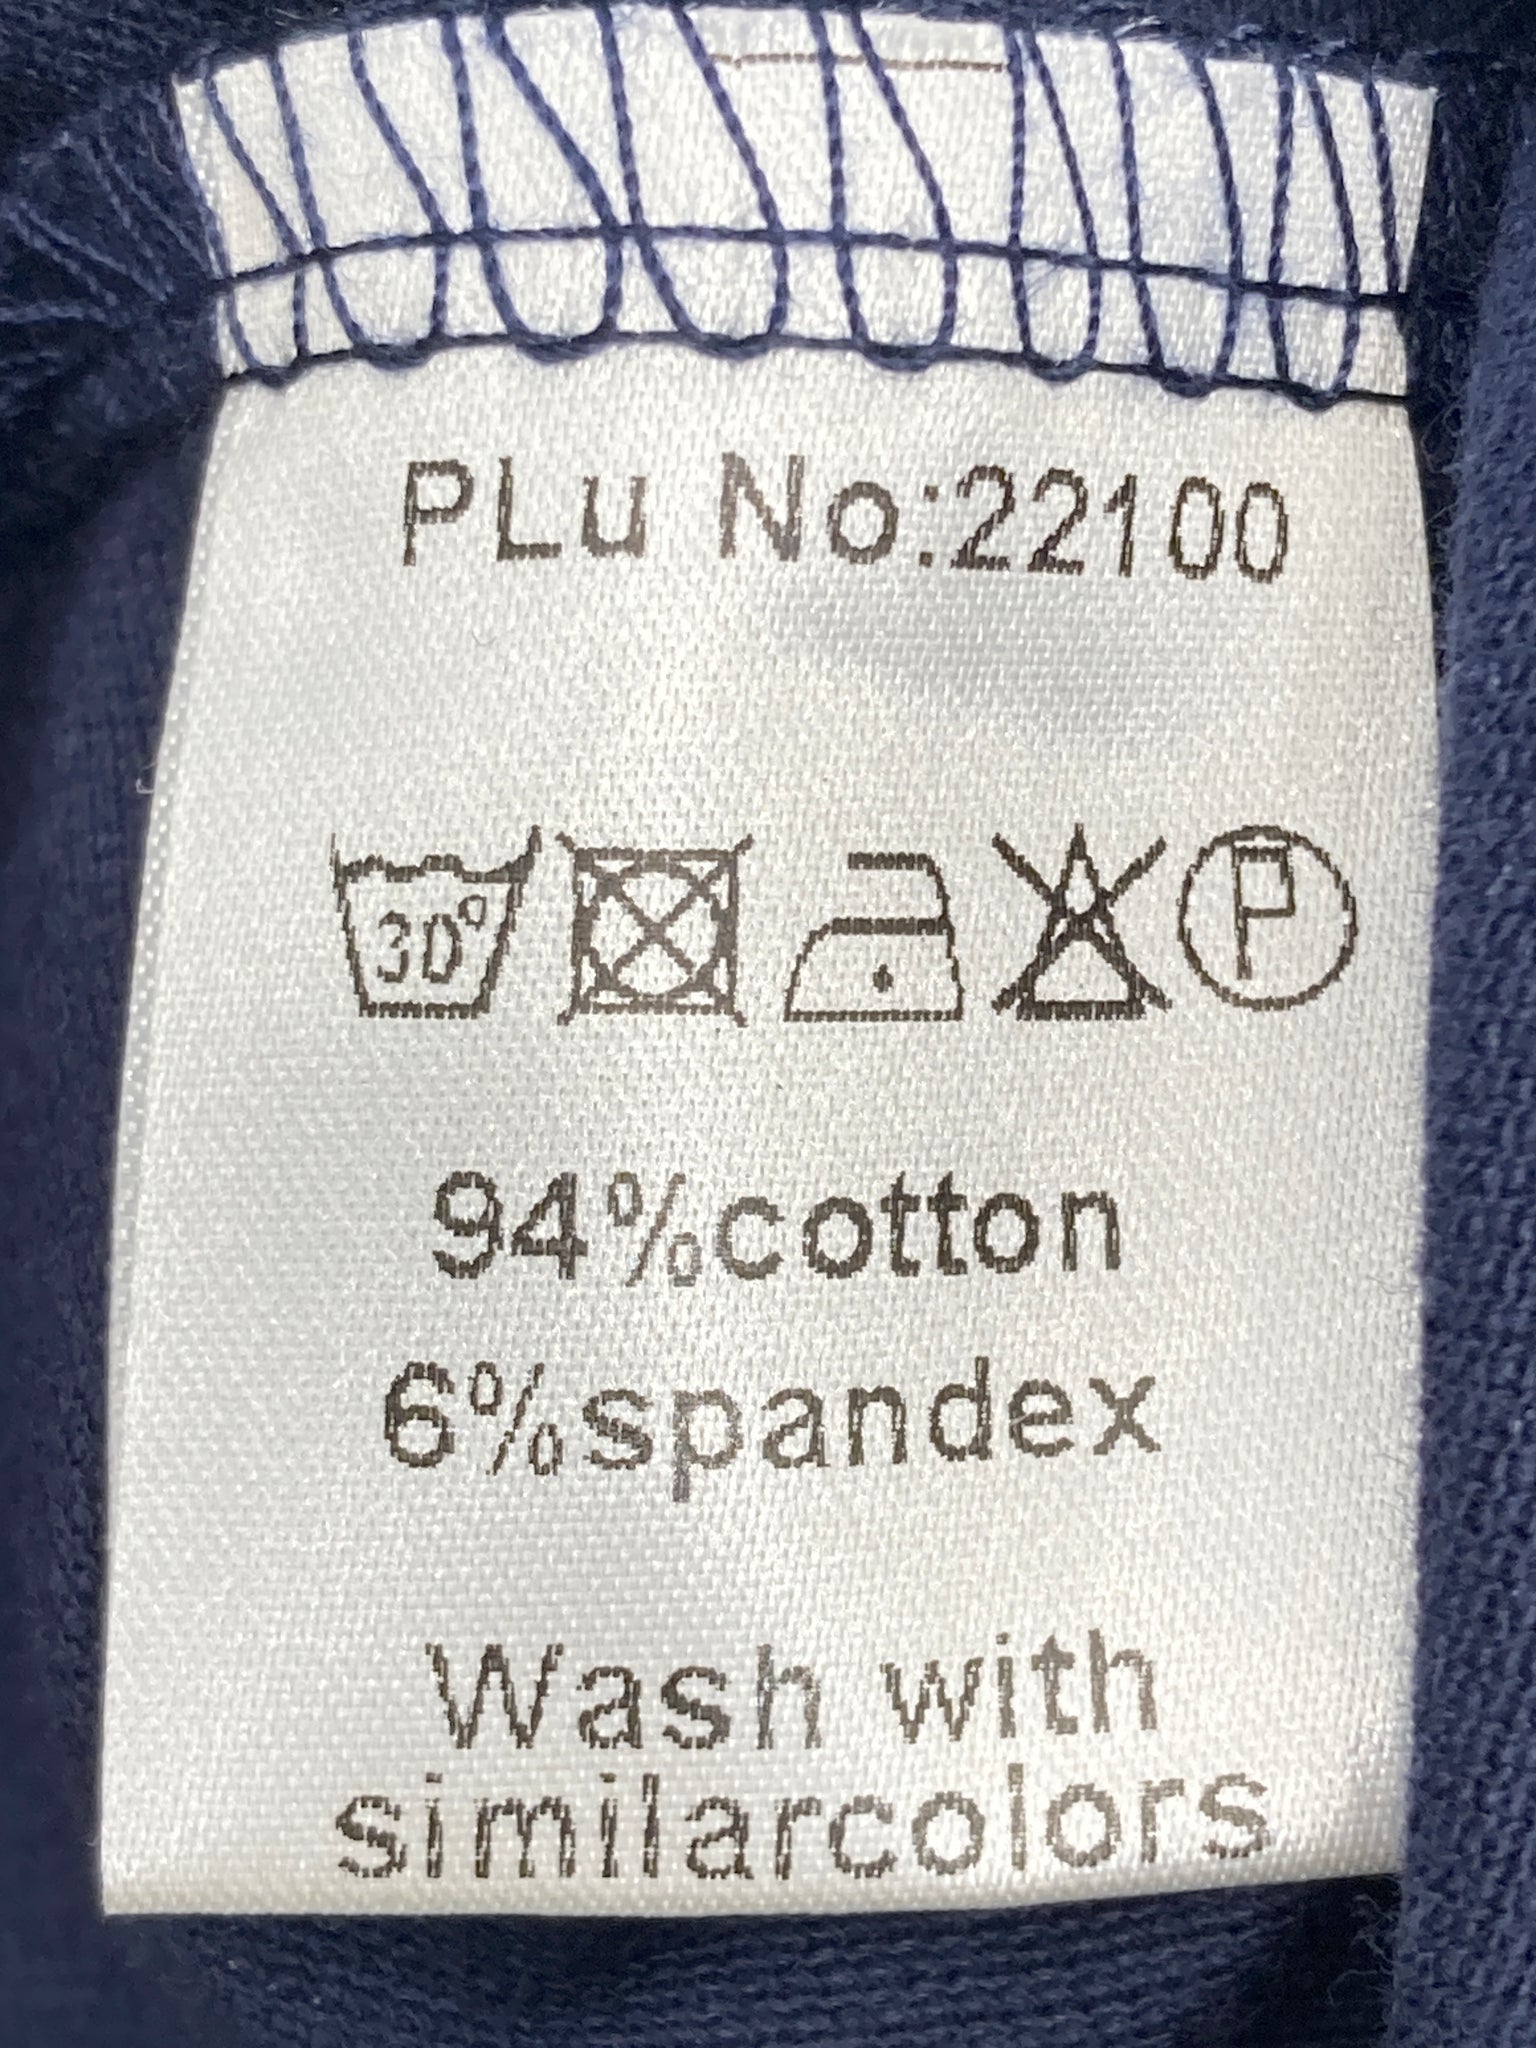 PLu No:22100
30°
P
94%cotton
6%spandex
Wash with
similarcolors